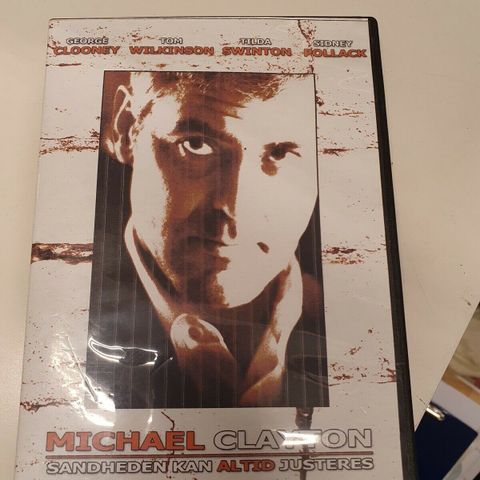 GEORGE TOM TILDA SIDNEY
CLOONEY WILKINSON SWINTON POLLACK
MICHAEL CLAYTON
SANDHEDEN KAN ALTID JUSTERES